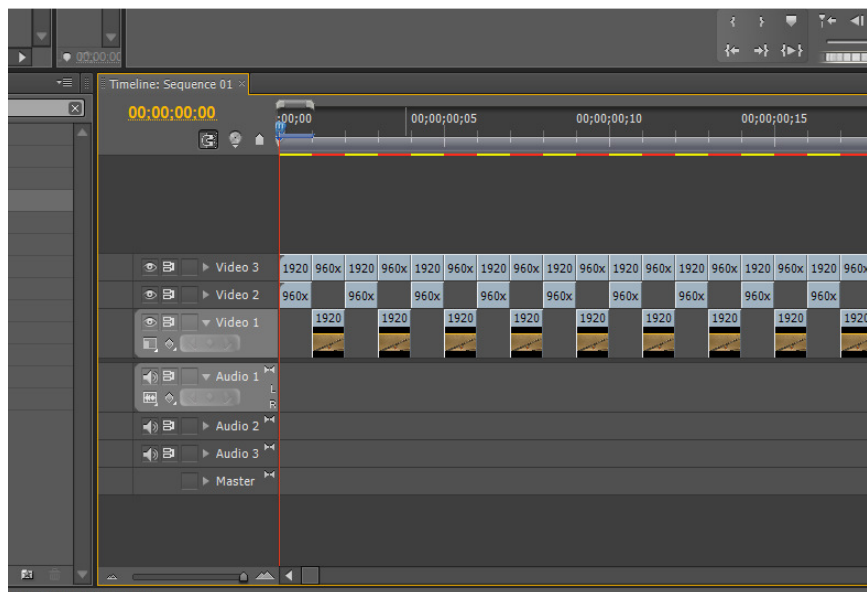 00;00;00
Timeline: Sequence 01 ×
00;00;00;00
:00;00 00;00;00;05 00;00;00;10 00;00;00;15
Video 3 1920 960x 1920 960x 1920 960x 1920 960x 1920 960x 1920 960x 1920 960x 1920 960x 1920 960x
Video 2 960x 960x 960x 960x 960x 960x 960x 960x 960x
Video 1 1920 1920 1920 1920 1920 1920 1920 1920 1920
Audio 1
L
R
Audio 2
Audio 3
Master